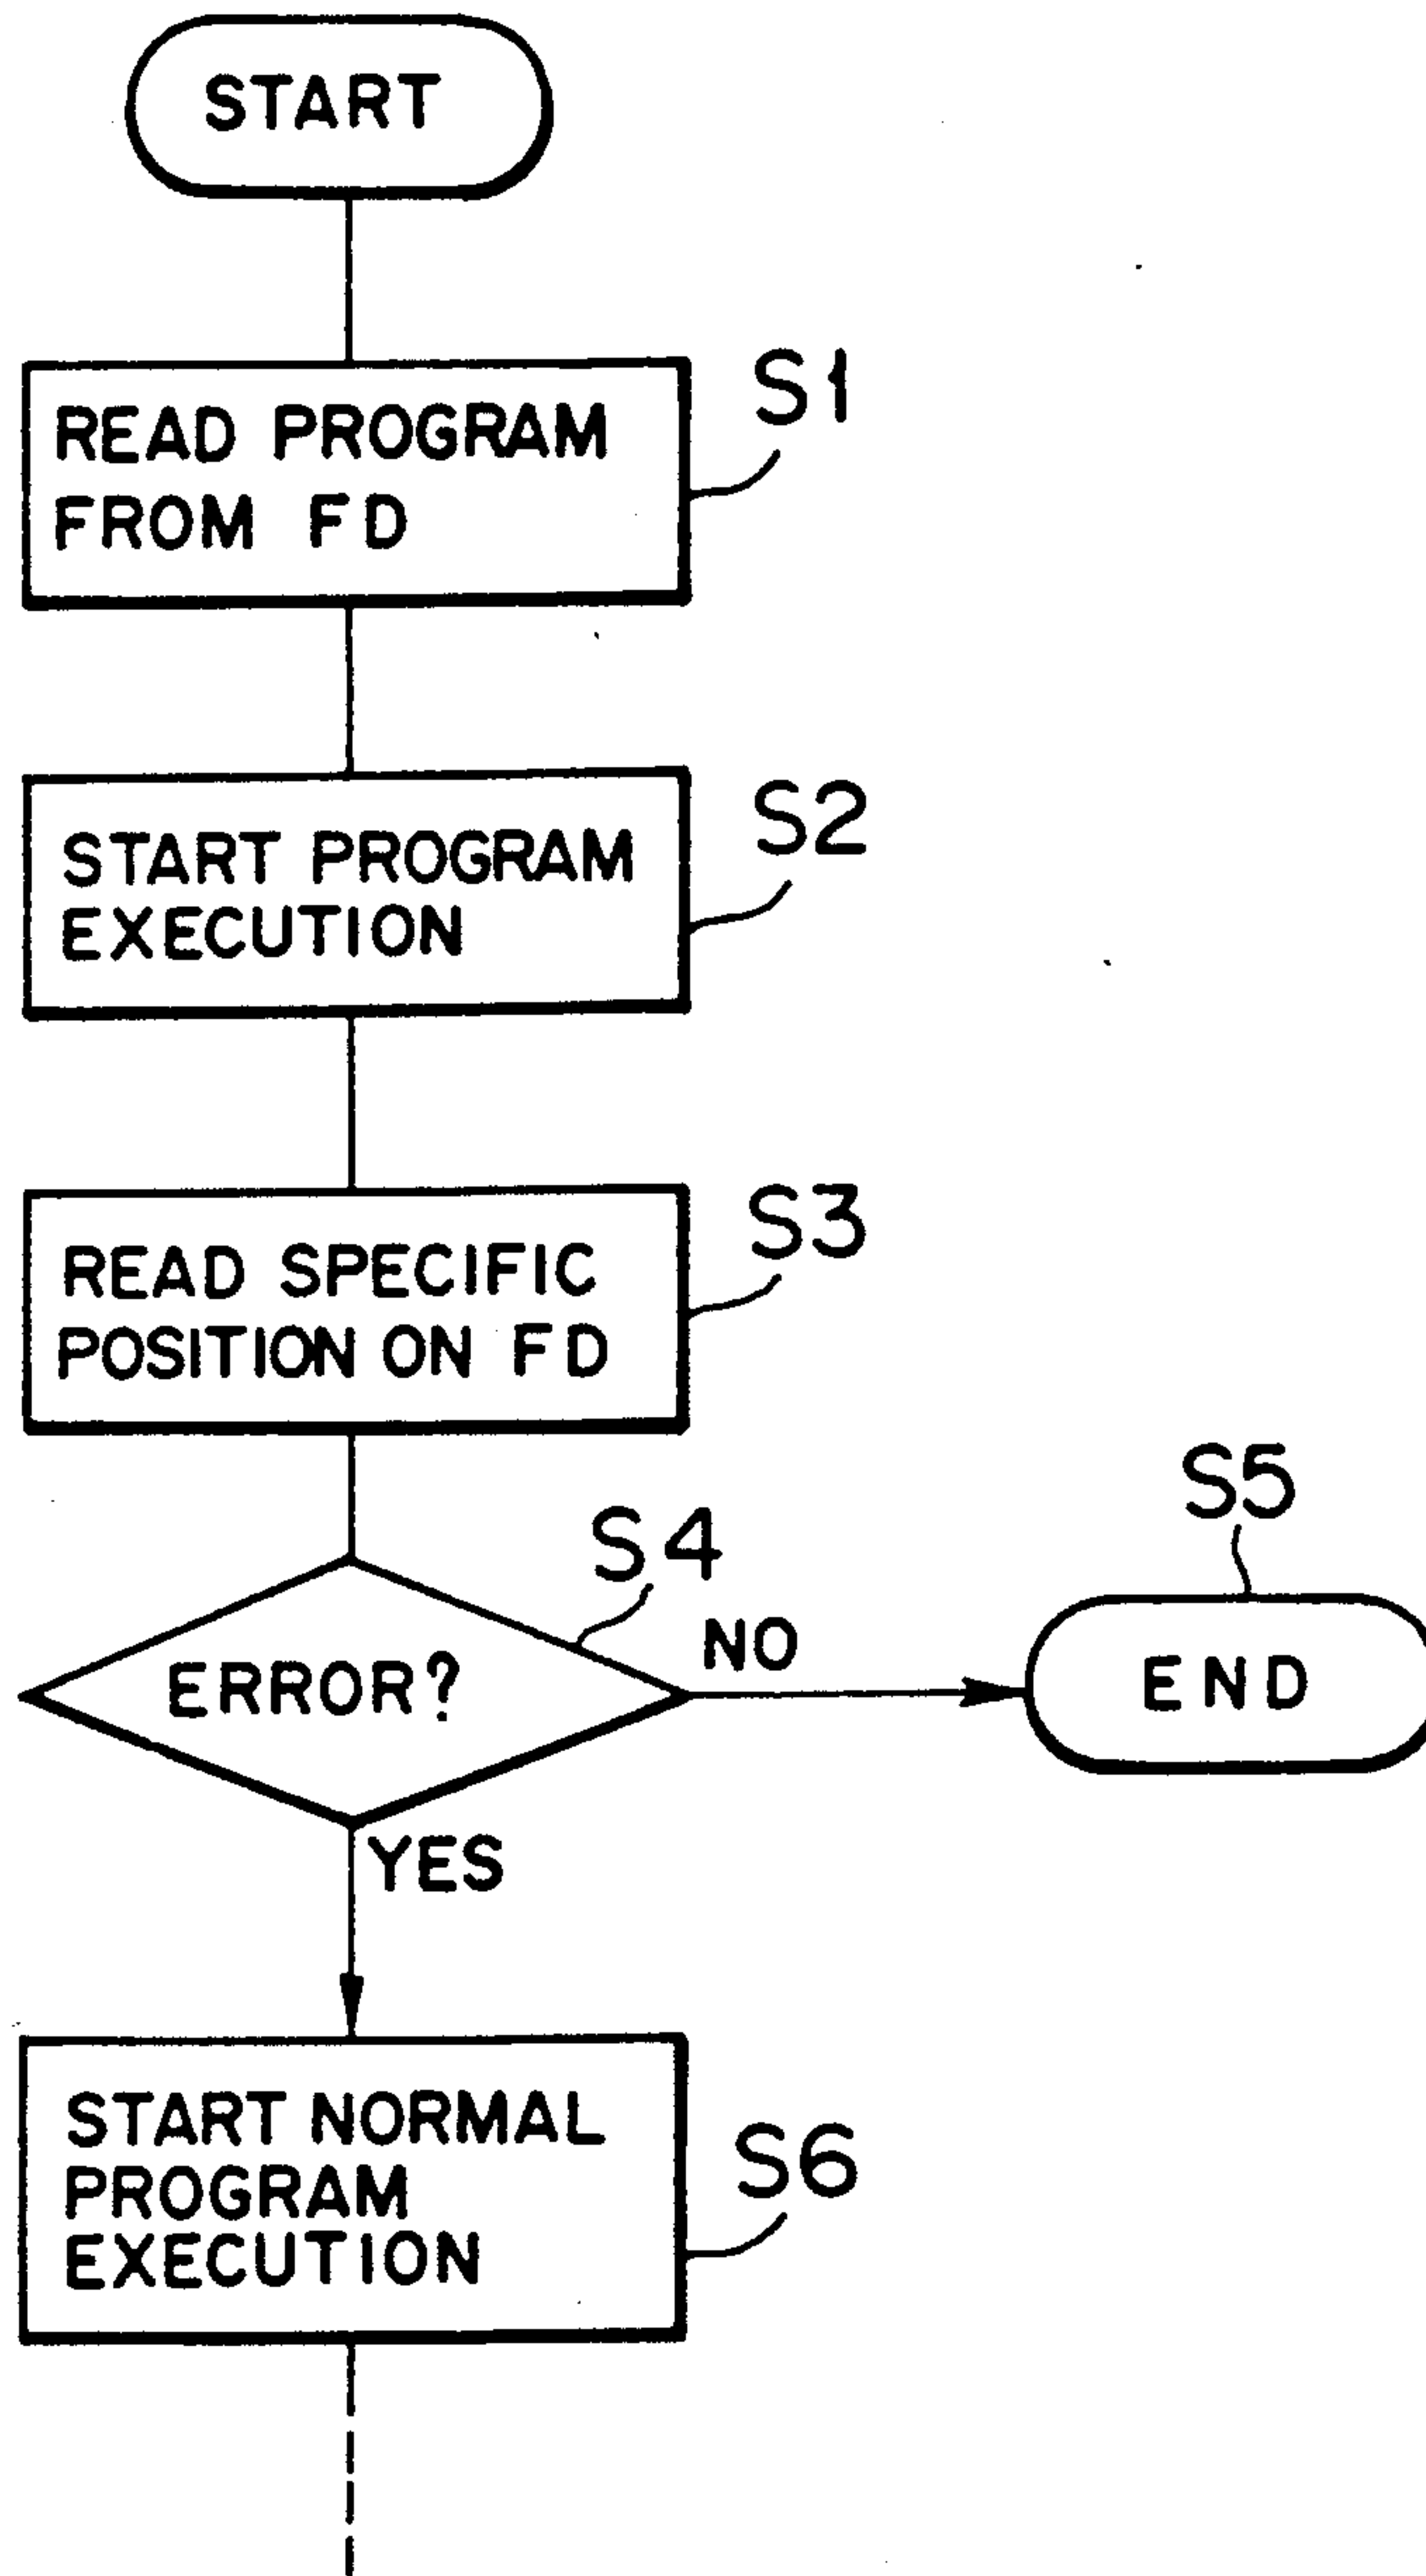 START
READ PROGRAM
FROM FD
S1
START PROGRAM
EXECUTION
S2
READ SPECIFIC
POSITION ON FD
S3
ERROR?
S4
NO
S5
END
YES
START NORMAL
PROGRAM
EXECUTION
S6